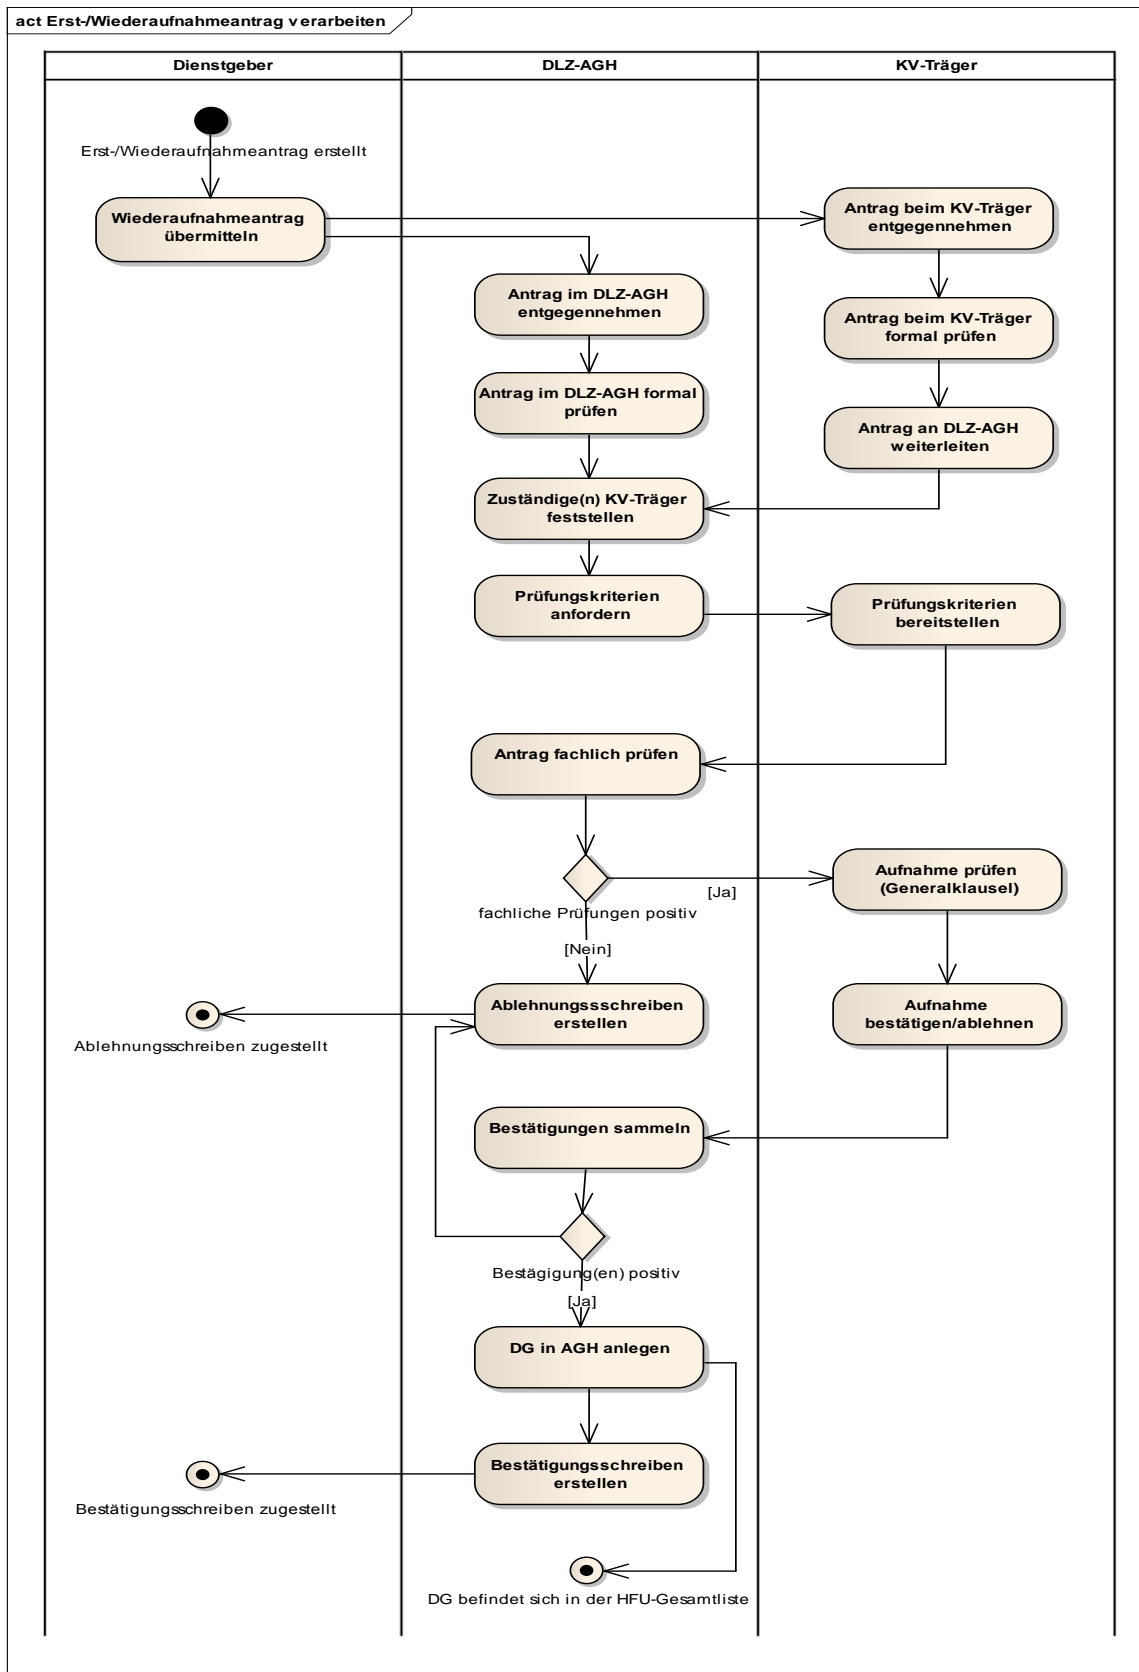 act Erst-/Wiederaufnahmeantrag verarbeiten
Dienstgeber
DLZ-AGH
KV-Träger
Erst-/Wiederaufnahmeantrag erstellt
Wiederaufnahmeantrag
übermitteln
Antrag beim KV-Träger
entgegennehmen
Antrag im DLZ-AGH
entgegennehmen
Antrag beim KV-Träger
formal prüfen
Antrag im DLZ-AGH formal
prüfen
Antrag an DLZ-AGH
weiterleiten
Zuständige(n) KV-Träger
feststellen
Prüfungskriterien
anfordern
Prüfungskriterien
bereitstellen
Antrag fachlich prüfen
Aufnahme prüfen
(Generalklausel)
[Ja]
fachliche Prüfungen positiv
[Nein]
Ablehnungssschreiben
erstellen
Aufnahme
bestätigen/ablehnen
Ablehnungsschreiben zugestellt
Bestätigungen sammeln
Bestägigung(en) positiv
[Ja]
DG in AGH anlegen
Bestätigungsschreiben
erstellen
Bestätigungsschreiben zugestellt
DG befindet sich in der HFU-Gesamtliste